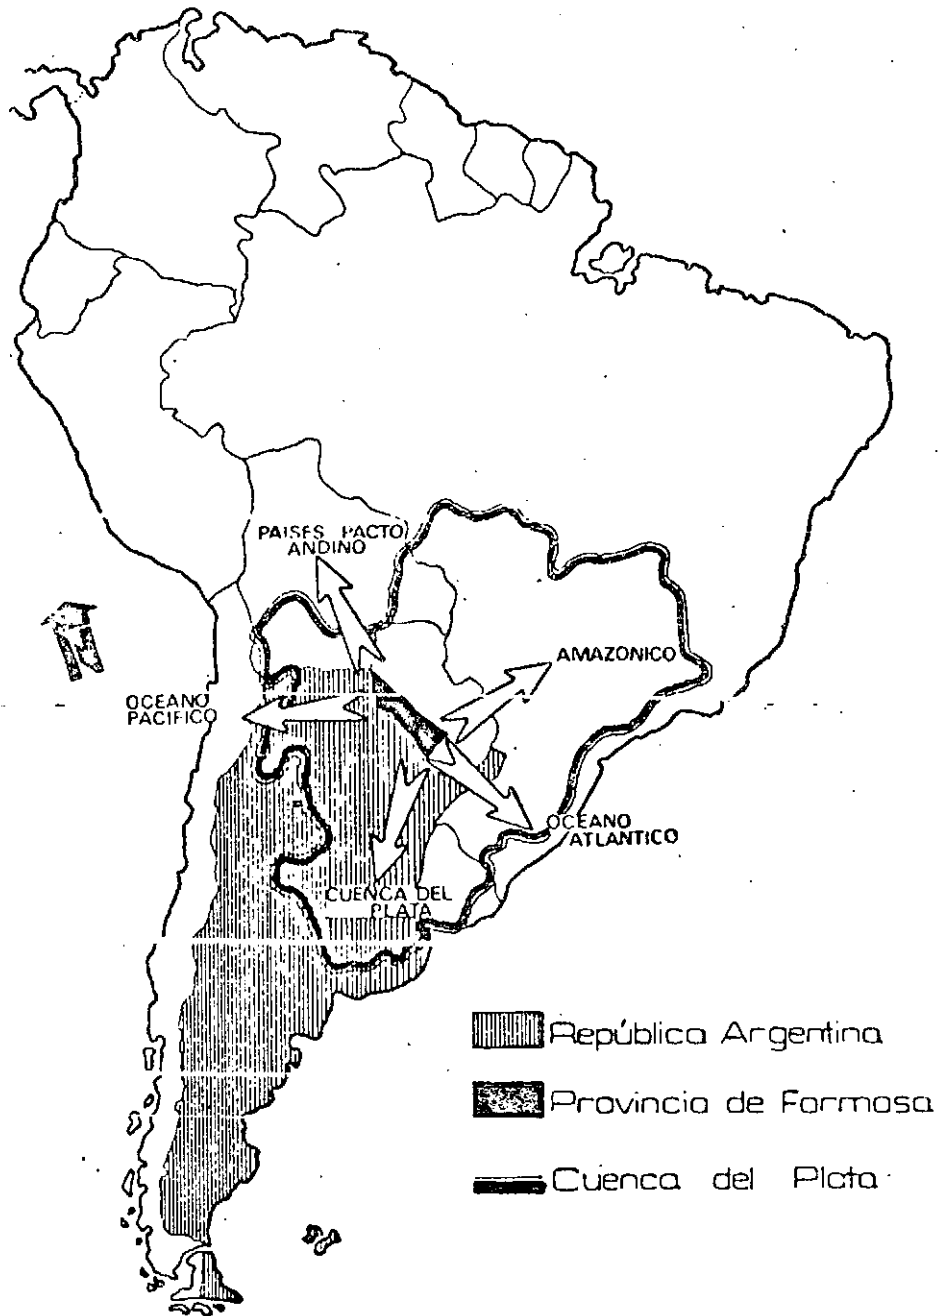 PAISES PACTO
ANDINO
AMAZONICO
OCEANO
PACIFICO
OCEANO
ATLANTICO
CUENCA DEL
PLATA
República Argentina
Provincia de Formosa
Cuenca del Plata